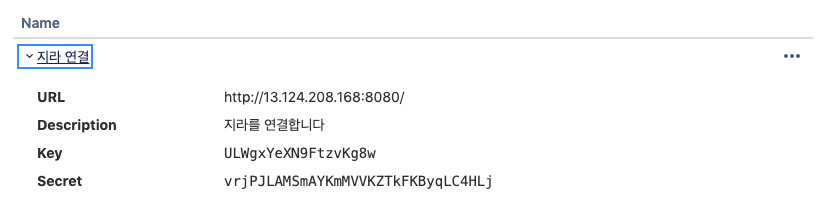 Name
지라 연결
URL http://13.124.208.168:8080/
Description 지라를 연결합니다
Key ULWgxYeXN9FtzvKg8w
Secret vrjPJLAMSmAYKmMVVKZTkFKByqLC4HLj